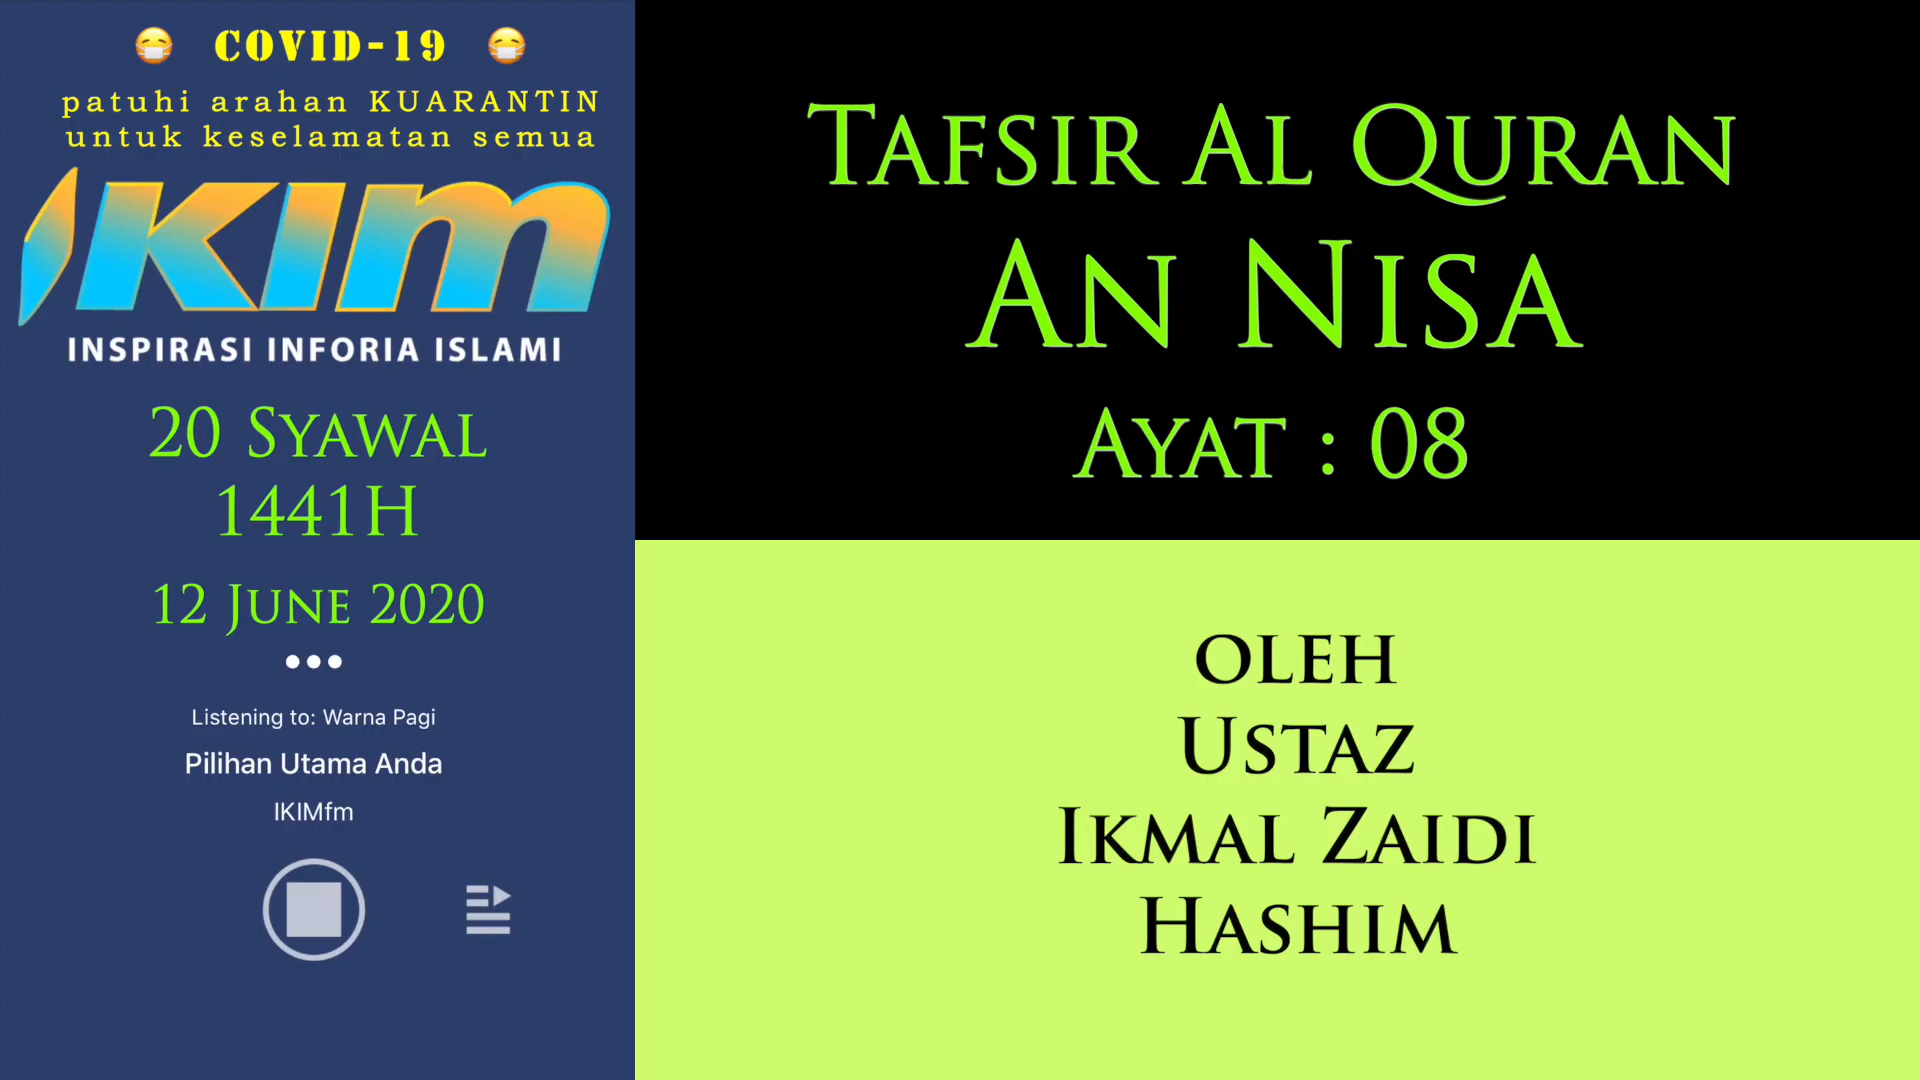 COVID-19
patuhi arahan KUARANTIN
untuk keselamatan semua
IKIM
INSPIRASI INFORIA ISLAMI
20 Syawal
1441H
12 June 2020
Listening to: Warna Pagi
Pilihan Utama Anda
IKIMfm
Tafsir Al Quran
An Nisa
Ayat : 08
oleh
Ustaz
Ikmal Zaidi
Hashim